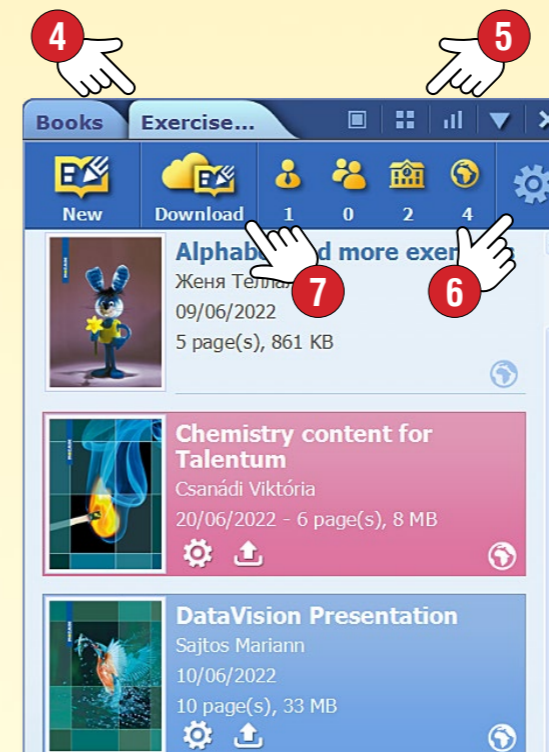 4
5
Books
Exercise...
New
Download
1
0
2
4
Alphab d more exer
Женя Тел
09/06/2022
7
6
5 page(s), 861 KB
Chemistry content for
Talentum
Csanádi Viktória
20/06/2022 - 6 page(s), 8 MB
DataVision Presentation
Sajtos Mariann
10/06/2022
10 page(s), 33 MB